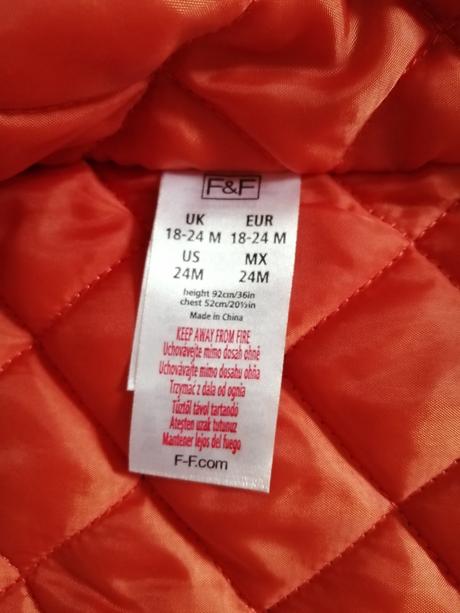 F&F
UK EUR
18-24 M 18-24 M
US MX
24M 24M
height 92cm/36in
chest 52cm/20½in
Made in China
KEEP AWAY FROM FIRE
Uchovávejte mimo dosah ohně
Uchovávajte mimo dosahu ohňa
Trzymać z dala od ognia
Tűztől távol tartandó
Ateşten uzak tutunuz
Mantener lejos del fuego
F-F.com